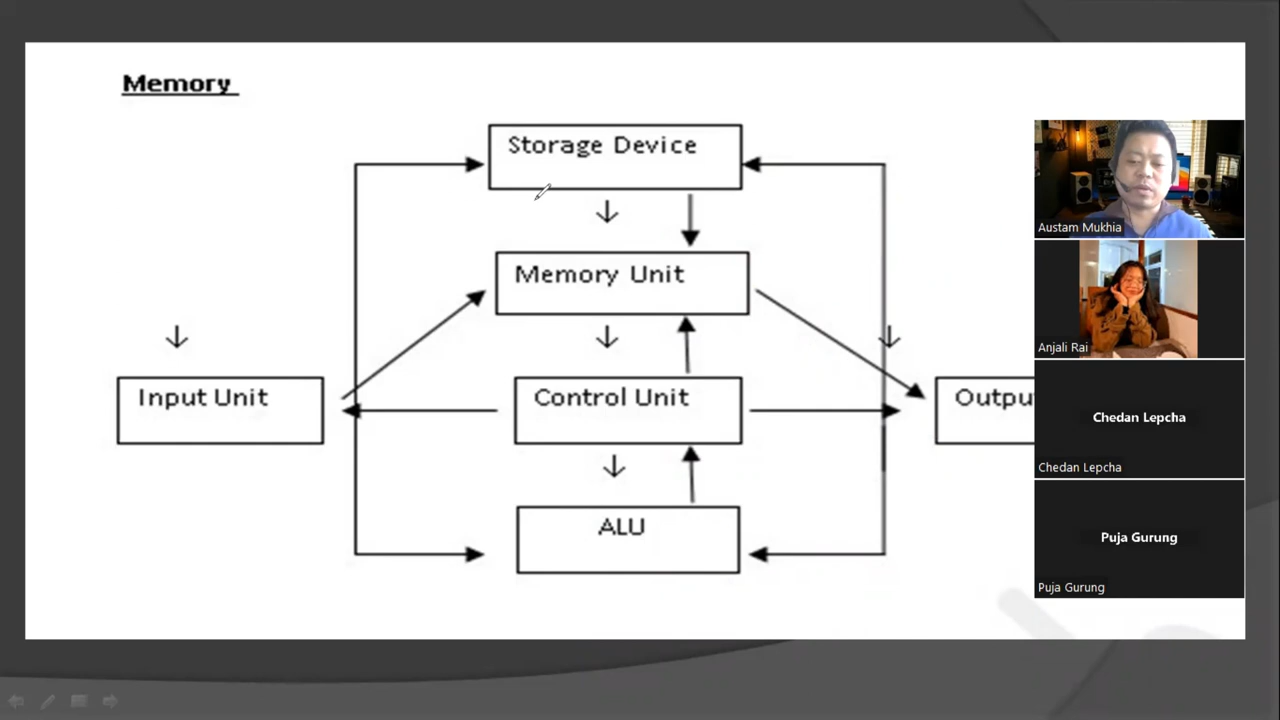 Memory
Storage Device
Memory Unit
Input Unit
Control Unit
Outpu
ALU
Austam Mukhia
Anjali Rai
Chedan Lepcha
Chedan Lepcha
Puja Gurung
Puja Gurung